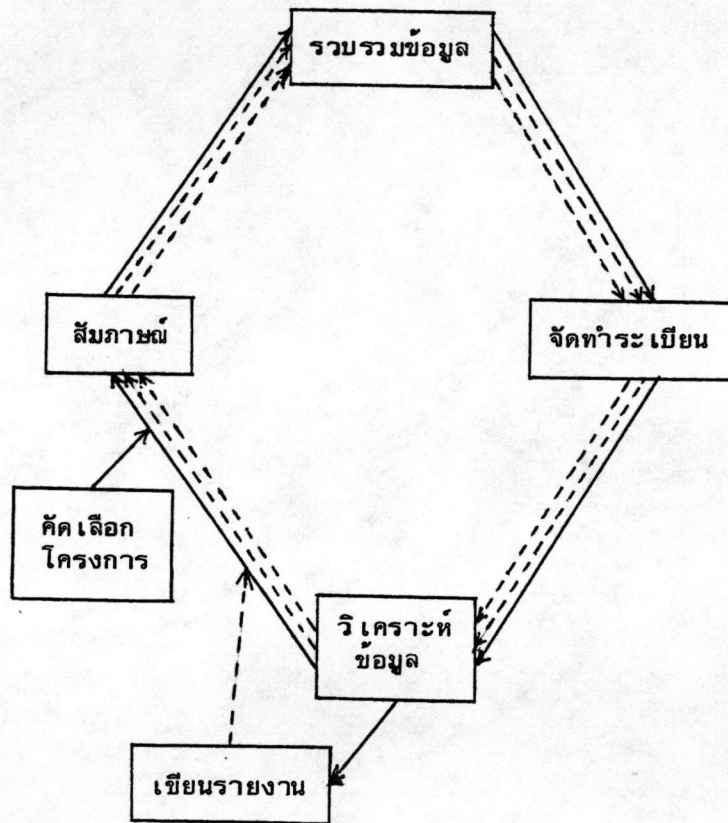 รวบรวมข้อมูล
สัมภาษณ์
จัดทำระเบียน
คัดเลือก
โครงการ
วิเคราะห์
ข้อมูล
เขียนรายงาน